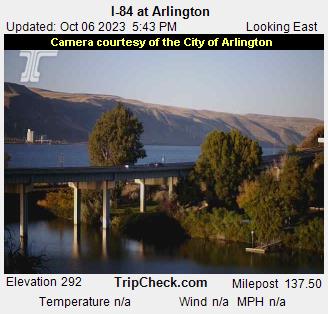 I-84 at Arlington
Updated: Oct 06 2023 5:43 PM Looking East
Camera courtesy of the City of Arlington
Elevation 292 TripCheck.com Milepost 137.50
Temperature n/a Wind n/a MPH n/a